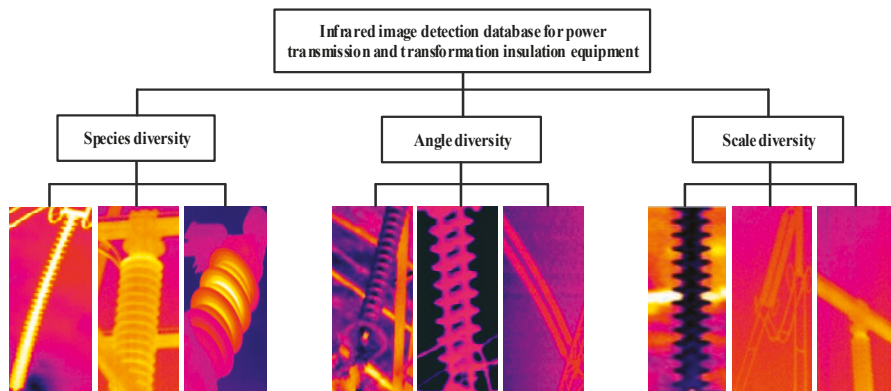 Infrared image detection database for power
transmission and transformation insulation equipment
Species diversity
Angle diversity
Scale diversity